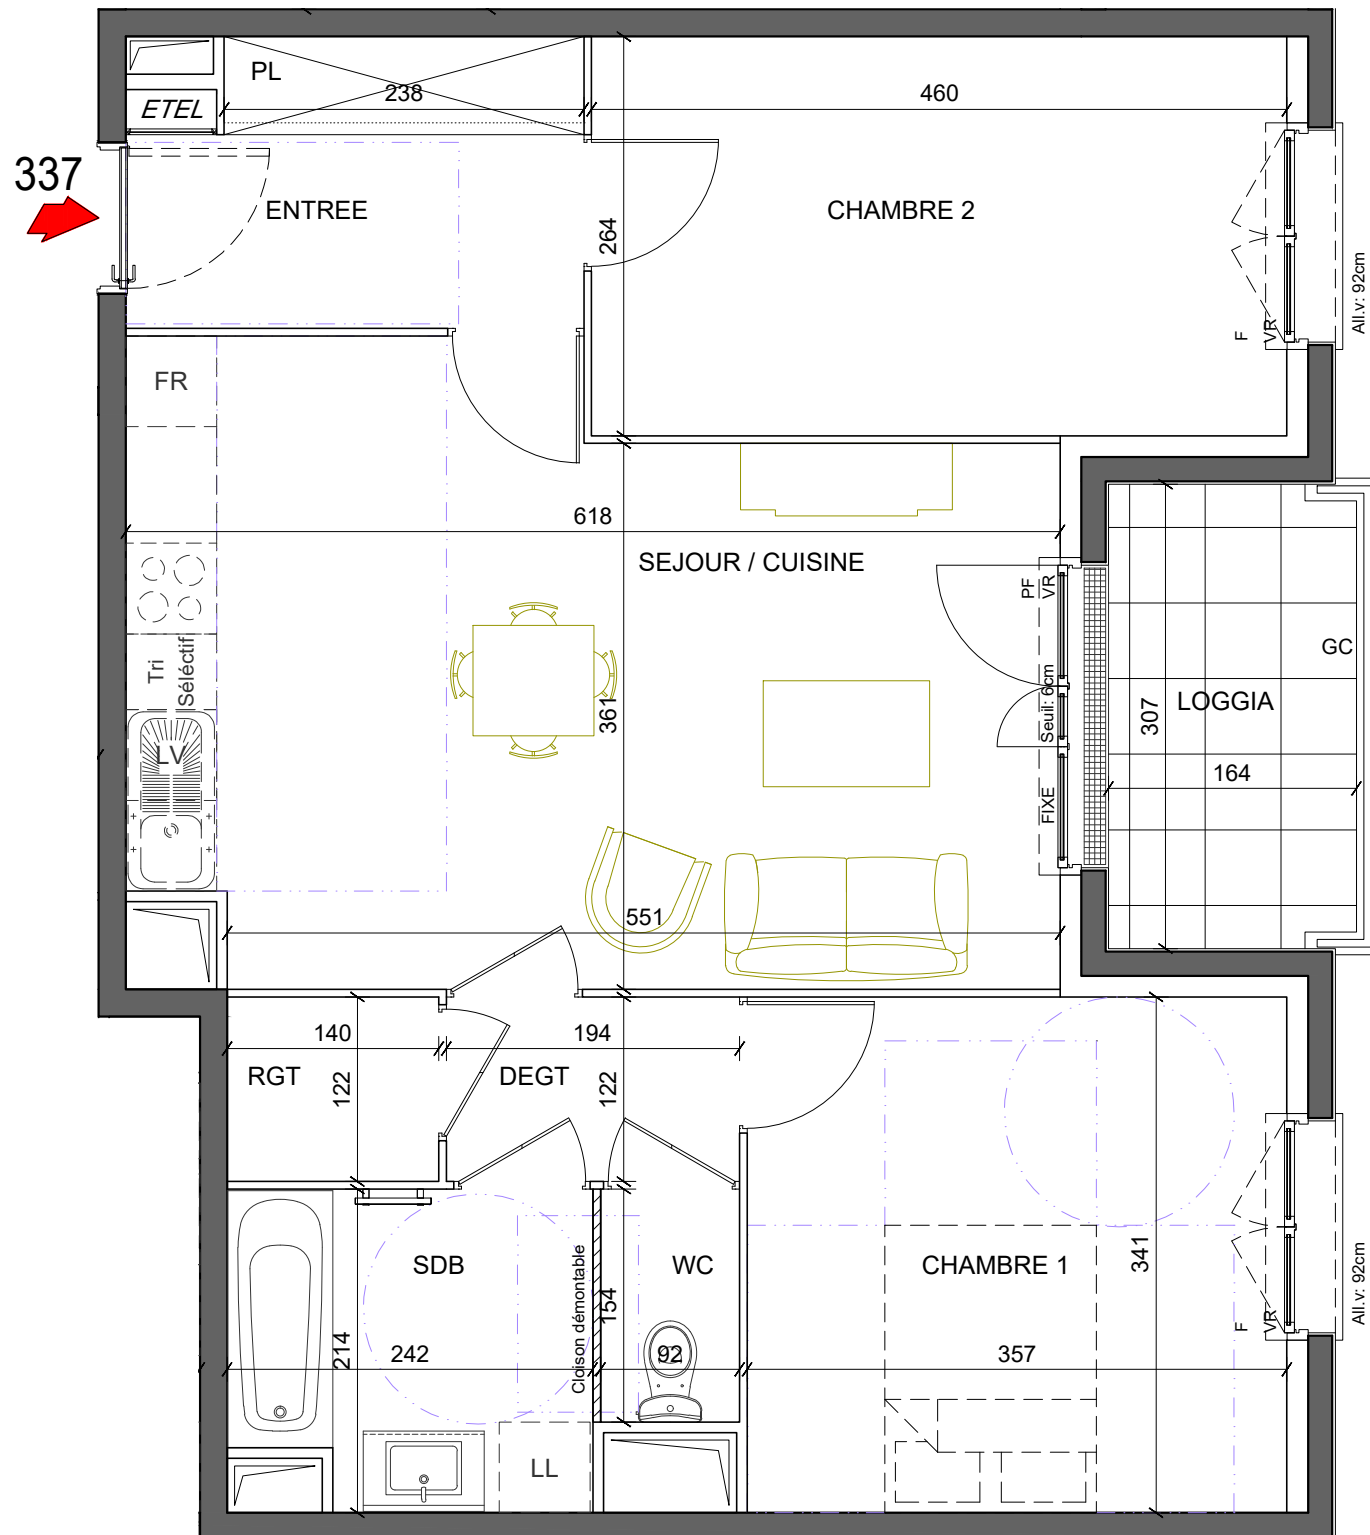 PL
238
460
ETEL
337
ENTREE
264
CHAMBRE 2
All.v: 92cm
F
VR
FR
618
SEJOUR / CUISINE
PF
VR
Tri
Séléctif
GC
361
Seuil: 6cm
307
LOGGIA
LV
164
FIXE
551
140
194
RGT
122
DEGT
122
SDB
Cloison démontable
WC
154
CHAMBRE 1
341
All.v: 92cm
F
VR
214
242
92
357
LL